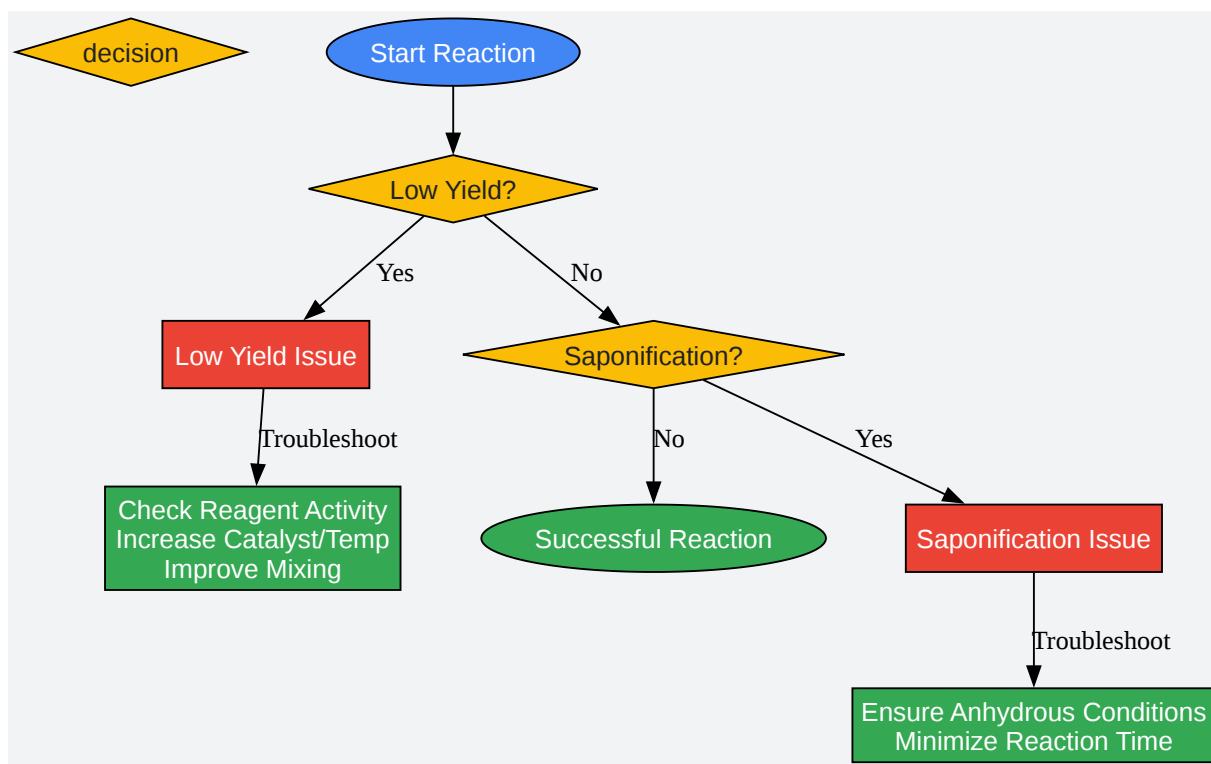 decision
Start Reaction
Low Yield?
Yes
No
Low Yield Issue
Saponification?
Troubleshoot
No
Yes
Check Reagent Activity
Increase Catalyst/Temp
Improve Mixing
Successful Reaction
Saponification Issue
Troubleshoot
Ensure Anhydrous Conditions
Minimize Reaction Time